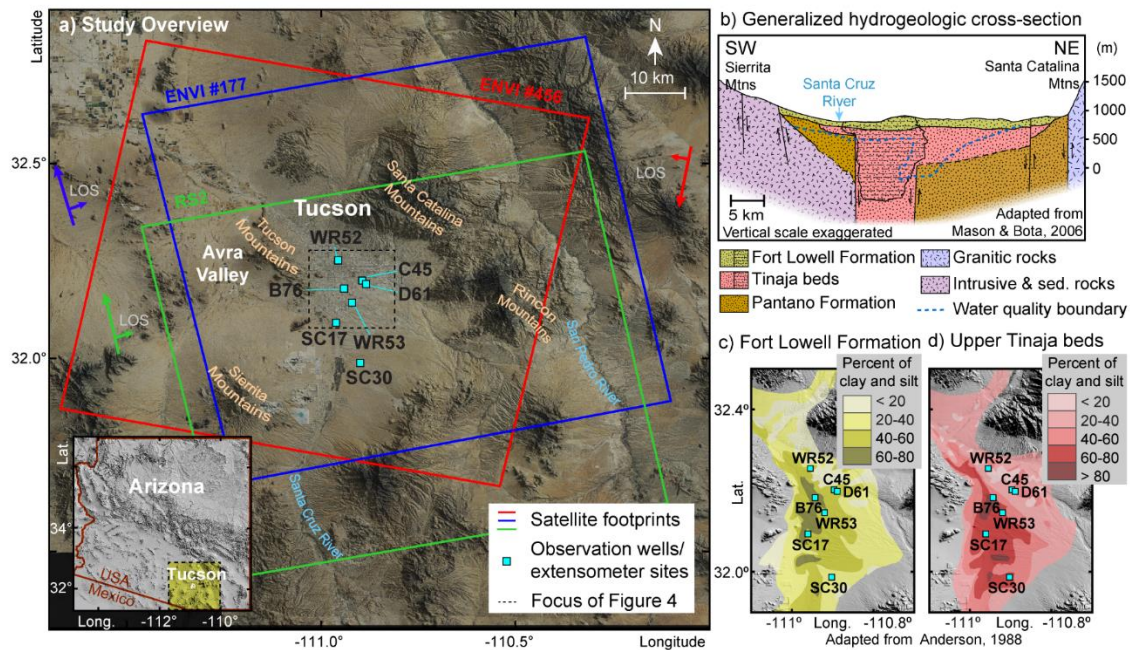 a) Study Overview
Latitude
N
10 km
ENVI #177
ENVI #456
32.5°
LOS
LOS
RS2
Santa Catalina
Mountains
Tucson
Tucson
Mountains
WR52
Avra
Valley
C45
B76
D61
Rincon
Mountains
LOS
SC17
WR53
32.0°
SC30
San Pedro River
Sierrita
Mountains
Lat.
Arizona
Santa Cruz River
34°
Tucson
32°
USA
Mexico
Long.
-112°
-110°
Satellite footprints
Observation wells/
extensometer sites
Focus of Figure 4
-111.0°
-110.5°
Longitude
b) Generalized hydrogeologic cross-section
SW
NE
(m)
Sierrita
Mtns
Santa Cruz
River
Santa Catalina
Mtns
1500
1000
500
0
5 km
Vertical scale exaggerated
Adapted from
Mason & Bota, 2006
Fort Lowell Formation
Granitic rocks
Tinaja beds
Intrusive & sed. rocks
Pantano Formation
Water quality boundary
c) Fort Lowell Formation
Percent of
clay and silt
< 20
20-40
40-60
60-80
32.4°
Lat.
WR52
C45
D61
B76
WR53
SC17
32.0°
SC30
-111°
Long.
-110.8°
d) Upper Tinaja beds
Percent of
clay and silt
< 20
20-40
40-60
60-80
> 80
Lat.
WR52
C45
D61
B76
WR53
SC17
SC30
-111°
Long.
-110.8°
Adapted from Anderson, 1988